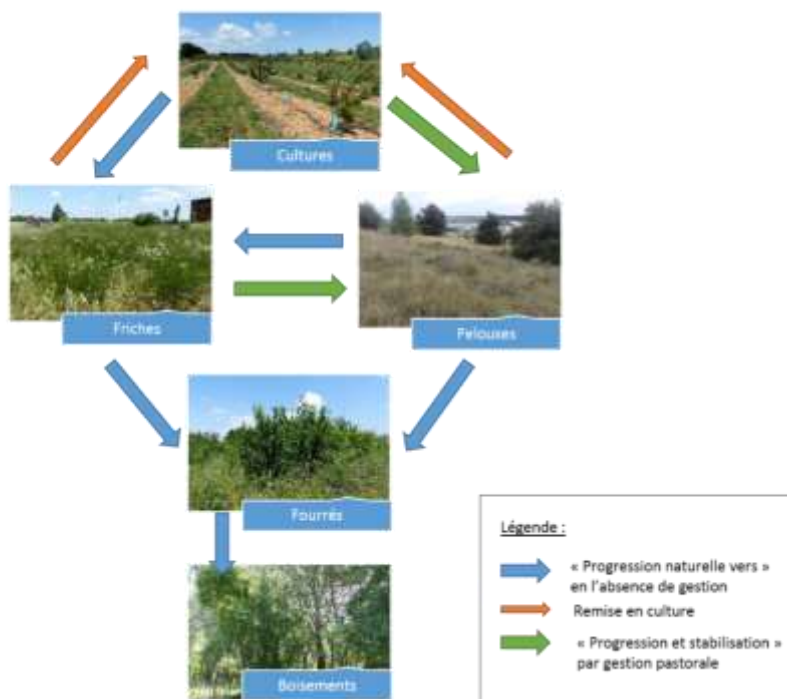 Cultures
Friches
Pelouses
Fourrés
Boisements
Légende :
« Progression naturelle vers »
en l'absence de gestion
Remise en culture
« Progression et stabilisation »
par gestion pastorale